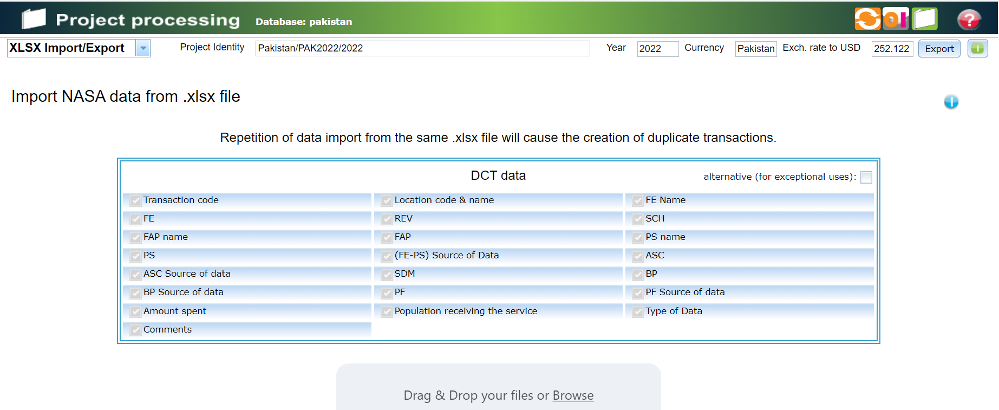 Project processing Database: pakistan
XLSX Import/Export Project Identity Pakistan/PAK2022/2022 Year 2022 Currency Pakistan Exch. rate to USD 252.122 Export
Import NASA data from .xlsx file
Repetition of data import from the same .xlsx file will cause the creation of duplicate transactions.
DCT data alternative (for exceptional uses):
Transaction code Location code & name FE Name
FE REV SCH
FAP name FAP PS name
PS (FE-PS) Source of Data ASC
ASC Source of data SDM BP
BP Source of data PF PF Source of data
Amount spent Population receiving the service Type of Data
Comments
Drag & Drop your files or Browse